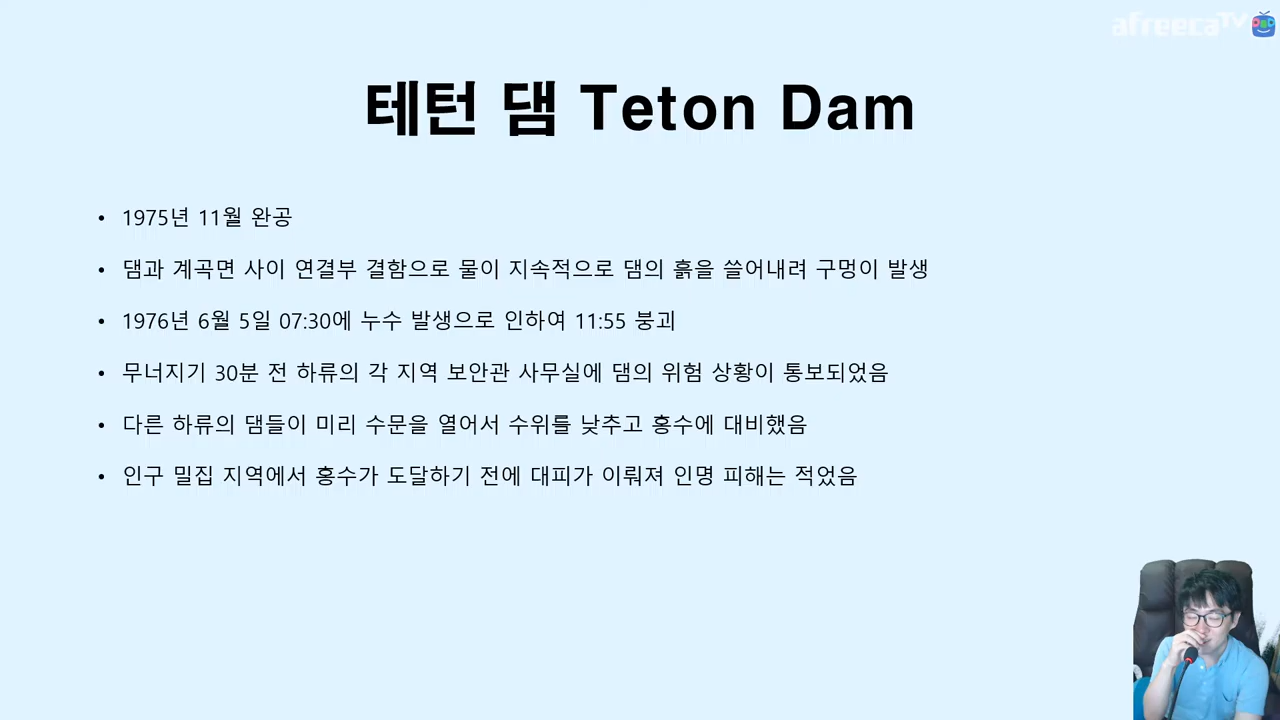 afreecaTV
테턴 댐 Teton Dam
• 1975년 11월 완공
• 댐과 계곡면 사이 연결부 결함으로 물이 지속적으로 댐의 흙을 쓸어내려 구멍이 발생
• 1976년 6월 5일 07:30에 누수 발생으로 인하여 11:55 붕괴
• 무너지기 30분 전 하류의 각 지역 보안관 사무실에 댐의 위험 상황이 통보되었음
• 다른 하류의 댐들이 미리 수문을 열어서 수위를 낮추고 홍수에 대비했음
• 인구 밀집 지역에서 홍수가 도달하기 전에 대피가 이뤄져 인명 피해는 적었음